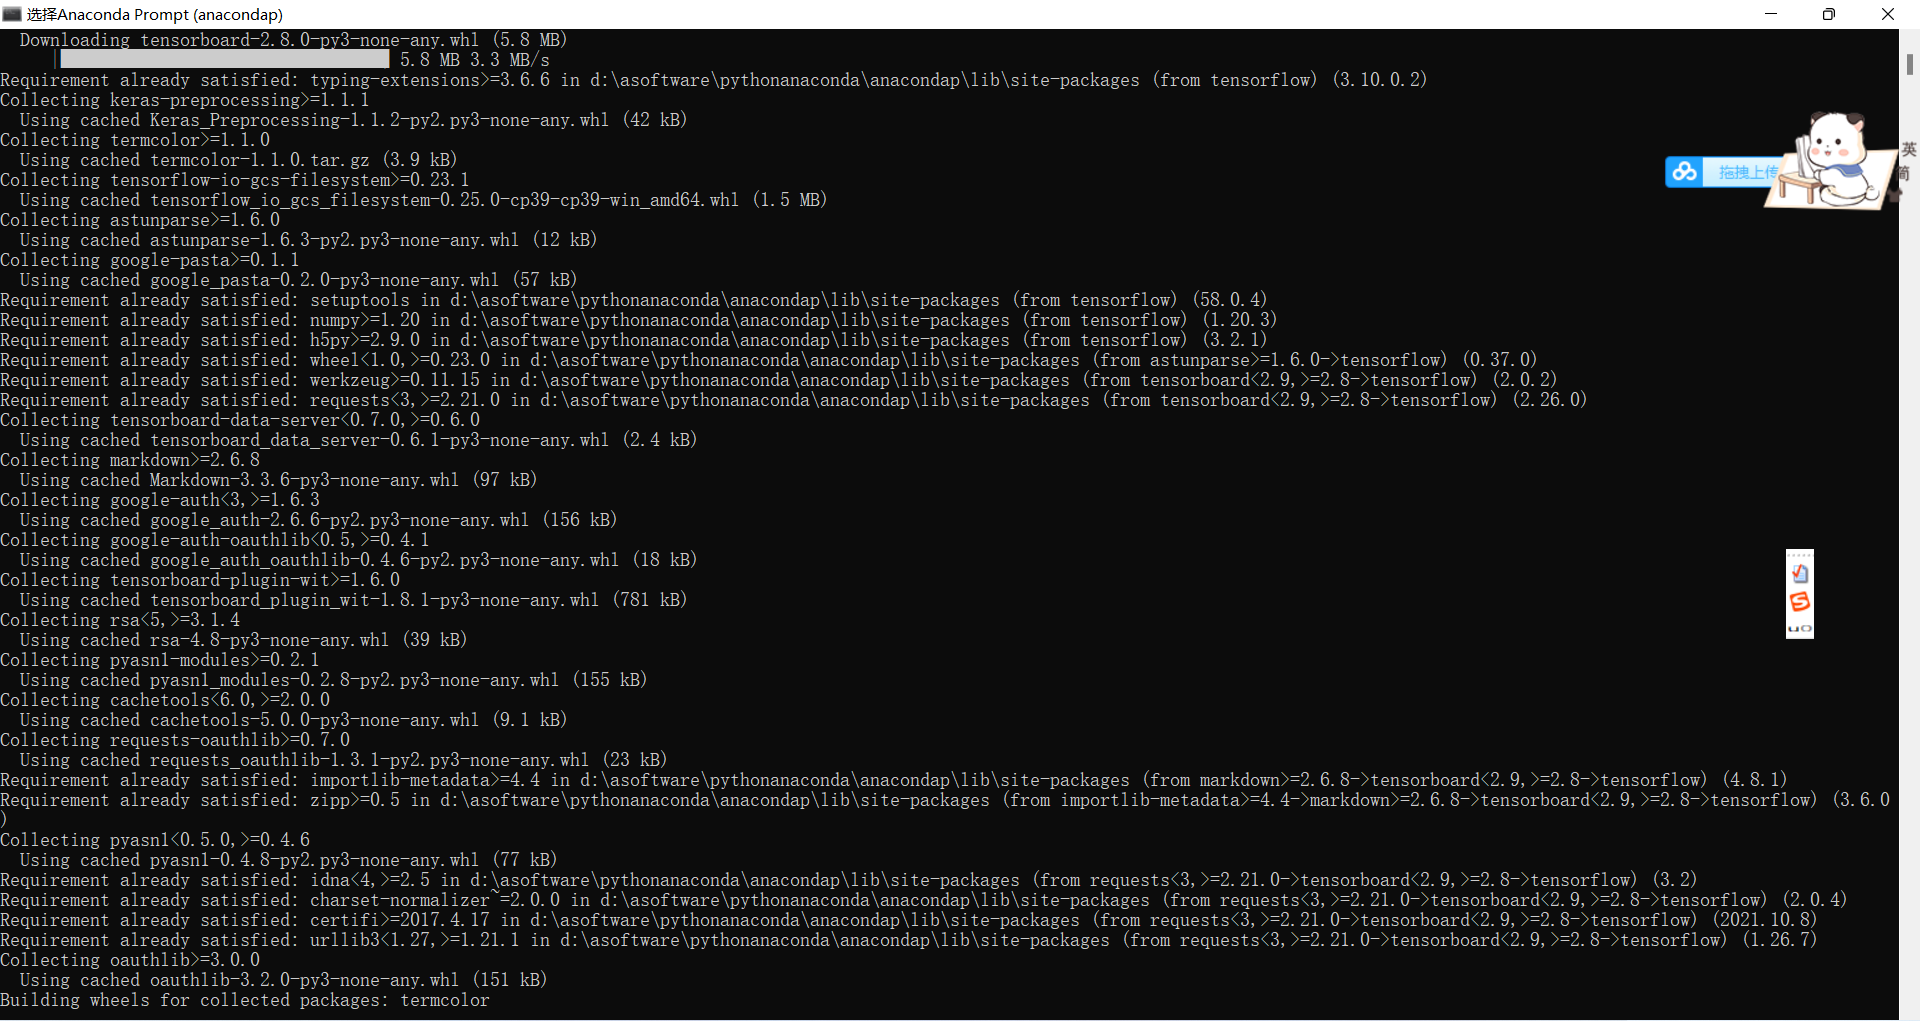 选择Anaconda Prompt (anacondap)
Downloading tensorboard-2.8.0-py3-none-any.whl (5.8 MB)
5.8 MB 3.3 MB/s
Requirement already satisfied: typing-extensions>=3.6.6 in d:\asoftware\pythonanaconda\anacondap\lib\site-packages (from tensorflow) (3.10.0.2)
Collecting keras-preprocessing>=1.1.1
Using cached Keras_Preprocessing-1.1.2-py2.py3-none-any.whl (42 kB)
Collecting termcolor>=1.1.0
Using cached termcolor-1.1.0.tar.gz (3.9 kB)
Collecting tensorflow-io-gcs-filesystem>=0.23.1
Using cached tensorflow_io_gcs_filesystem-0.25.0-cp39-cp39-win_amd64.whl (1.5 MB)
Collecting astunparse>=1.6.0
Using cached astunparse-1.6.3-py2.py3-none-any.whl (12 kB)
Collecting google-pasta>=0.1.1
Using cached google_pasta-0.2.0-py3-none-any.whl (57 kB)
Requirement already satisfied: setuptools in d:\asoftware\pythonanaconda\anacondap\lib\site-packages (from tensorflow) (58.0.4)
Requirement already satisfied: numpy>=1.20 in d:\asoftware\pythonanaconda\anacondap\lib\site-packages (from tensorflow) (1.20.3)
Requirement already satisfied: h5py>=2.9.0 in d:\asoftware\pythonanaconda\anacondap\lib\site-packages (from tensorflow) (3.2.1)
Requirement already satisfied: wheel<1.0,>=0.23.0 in d:\asoftware\pythonanaconda\anacondap\lib\site-packages (from astunparse>=1.6.0->tensorflow) (0.37.0)
Requirement already satisfied: werkzeug>=0.11.15 in d:\asoftware\pythonanaconda\anacondap\lib\site-packages (from tensorboard<2.9,>=2.8->tensorflow) (2.0.2)
Requirement already satisfied: requests<3,>=2.21.0 in d:\asoftware\pythonanaconda\anacondap\lib\site-packages (from tensorboard<2.9,>=2.8->tensorflow) (2.26.0)
Collecting tensorboard-data-server<0.7.0,>=0.6.0
Using cached tensorboard_data_server-0.6.1-py3-none-any.whl (2.4 kB)
Collecting markdown>=2.6.8
Using cached Markdown-3.3.6-py3-none-any.whl (97 kB)
Collecting google-auth<3,>=1.6.3
Using cached google_auth-2.6.6-py2.py3-none-any.whl (156 kB)
Collecting google-auth-oauthlib<0.5,>=0.4.1
Using cached google_auth_oauthlib-0.4.6-py2.py3-none-any.whl (18 kB)
Collecting tensorboard-plugin-wit>=1.6.0
Using cached tensorboard_plugin_wit-1.8.1-py3-none-any.whl (781 kB)
Collecting rsa<5,>=3.1.4
Using cached rsa-4.8-py3-none-any.whl (39 kB)
Collecting pyasn1-modules>=0.2.1
Using cached pyasn1_modules-0.2.8-py2.py3-none-any.whl (155 kB)
Collecting cachetools<6.0,>=2.0.0
Using cached cachetools-5.0.0-py3-none-any.whl (9.1 kB)
Collecting requests-oauthlib>=0.7.0
Using cached requests_oauthlib-1.3.1-py2.py3-none-any.whl (23 kB)
Requirement already satisfied: importlib-metadata>=4.4 in d:\asoftware\pythonanaconda\anacondap\lib\site-packages (from markdown>=2.6.8->tensorboard<2.9,>=2.8->tensorflow) (4.8.1)
Requirement already satisfied: zipp>=0.5 in d:\asoftware\pythonanaconda\anacondap\lib\site-packages (from importlib-metadata>=4.4->markdown>=2.6.8->tensorboard<2.9,>=2.8->tensorflow) (3.6.0
)
Collecting pyasn1<0.5.0,>=0.4.6
Using cached pyasn1-0.4.8-py2.py3-none-any.whl (77 kB)
Requirement already satisfied: idna<4,>=2.5 in d:\asoftware\pythonanaconda\anacondap\lib\site-packages (from requests<3,>=2.21.0->tensorboard<2.9,>=2.8->tensorflow) (3.2)
Requirement already satisfied: charset-normalizer~=2.0.0 in d:\asoftware\pythonanaconda\anacondap\lib\site-packages (from requests<3,>=2.21.0->tensorboard<2.9,>=2.8->tensorflow) (2.0.4)
Requirement already satisfied: certifi>=2017.4.17 in d:\asoftware\pythonanaconda\anacondap\lib\site-packages (from requests<3,>=2.21.0->tensorboard<2.9,>=2.8->tensorflow) (2021.10.8)
Requirement already satisfied: urllib3<1.27,>=1.21.1 in d:\asoftware\pythonanaconda\anacondap\lib\site-packages (from requests<3,>=2.21.0->tensorboard<2.9,>=2.8->tensorflow) (1.26.7)
Collecting oauthlib>=3.0.0
Using cached oauthlib-3.2.0-py3-none-any.whl (151 kB)
Building wheels for collected packages: termcolor
拖拽上传
英
简